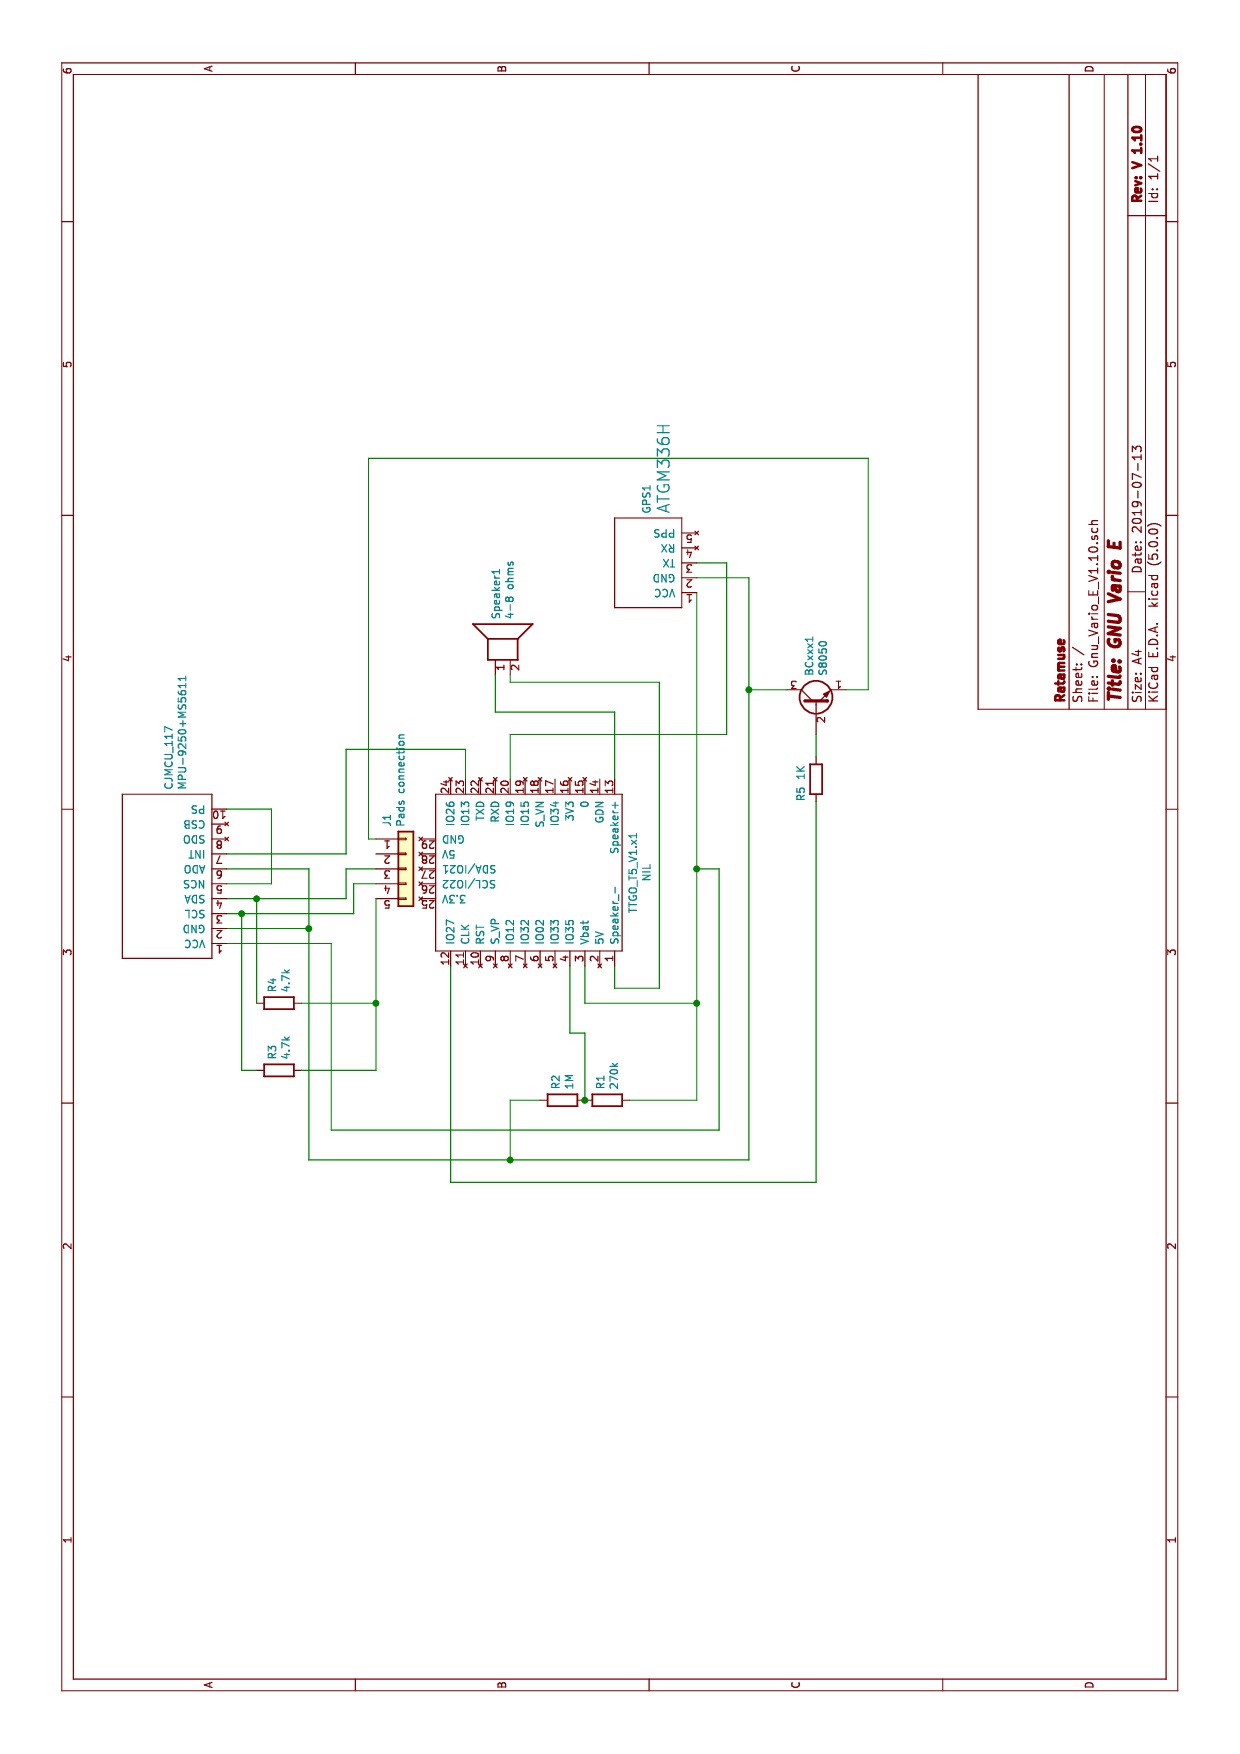 6
A
B
C
D
6
5
5
4
4
3
3
2
2
1
1
A
B
C
D
CJMCU_117
MPU-9250+MS5611
PS 10
CSB 9
SDO 8
INT 7
ADO 6
NCS 5
SDA 4
SCL 3
GND 2
VCC 1
R4
4.7k
R3
4.7k
J1
Pads connection
1
2
3
4
5
GND 29
5V 28
SDA/IO21 27
SCL/IO22 26
3.3V 25
24 IO26
23 IO13
22 TXD
21 RXD
20 IO19
19 IO15
18 S_VN
17 IO34
16 3V3
15 0
14 GDN
13 Speaker+
12 IO27
11 CLK
10 RST
9 S_VP
8 IO12
7 IO32
6 IO02
5 IO33
4 IO35
3 Vbat
2 5V
1 Speaker_-
TTGO_T5_V1.x1
NIL
Speaker1
4-8 ohms
1
2
GPS1
ATGM336H
PPS 5
RX 4
TX 3
GND 2
VCC 1
R2
1M
R1
270k
BCxxx1
S8050
3
1
2
R5 1K
Ratamuse
Sheet: /
File: Gnu_Vario_E_V1.10.sch
Title: GNU Vario E
Size: A4
Date: 2019-07-13
Rev: V 1.10
KiCad E.D.A. kicad (5.0.0)
Id: 1/1